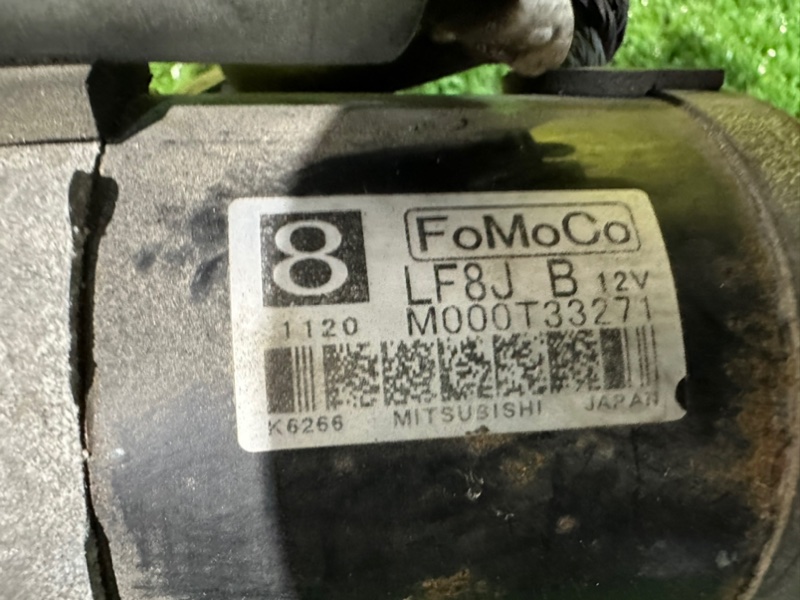 8
FoMoCo
LF8J B 12V
1120 M000T33271
K6266 MITSUBISHI JAPAN